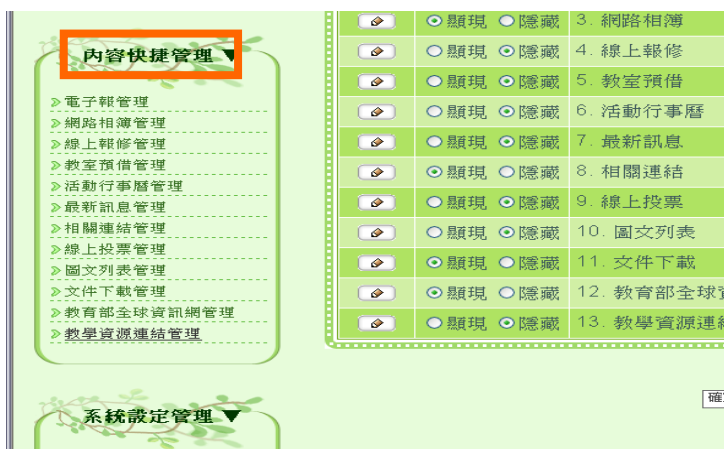 內容快捷管理▼
»電子報管理
»網路相簿管理
»線上報修管理
»教室預借管理
»活動行事曆管理
»最新訊息管理
»相關連結管理
»線上投票管理
»圖文列表管理
»文件下載管理
»教育部全球資訊網管理
»教學資源連結管理
系統設定管理▼
顯現 隱藏 3. 網路相簿
顯現 隱藏 4. 線上報修
顯現 隱藏 5. 教室預借
顯現 隱藏 6. 活動行事曆
顯現 隱藏 7. 最新訊息
顯現 隱藏 8. 相關連結
顯現 隱藏 9. 線上投票
顯現 隱藏 10. 圖文列表
顯現 隱藏 11. 文件下載
顯現 隱藏 12. 教育部全球
顯現 隱藏 13. 教學資源連
確